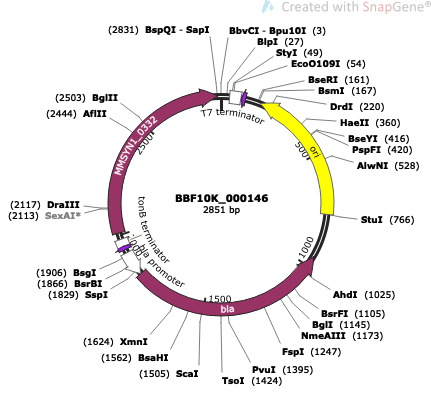 Created with SnapGene®
(2831) BspQI - SapI
BbvCI - Bpu10I (3)
BlpI (27)
StyI (49)
EcoO109I (54)
BseRI (161)
BsmI (167)
DrdI (220)
HaeII (360)
BseYI (416)
PspFI (420)
AlwNI (528)
StuI (766)
AhdI (1025)
BsrFI (1105)
BglI (1145)
NmeAIII (1173)
FspI (1247)
PvuI (1395)
TsoI (1424)
(1505) ScaI
(1562) BsaHI
(1624) XmnI
(1829) SspI
(1866) BsrBI
(1906) BsgI
(2113) SexAI*
(2117) DraIII
(2444) AflII
(2503) BglII
T7 terminator
ori
bla
bla promoter
tonB terminator
MMSYN1_0332
500
1000
1500
2000
2500
BBF10K_000146
2851 bp